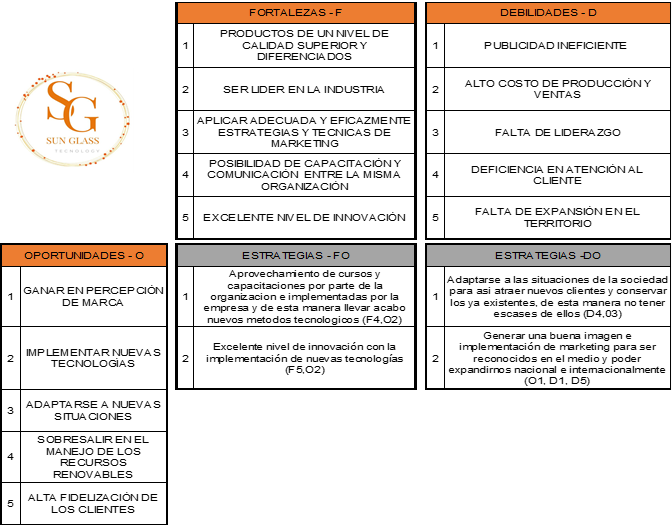 FORTALEZAS - F
1
PRODUCTOS DE UN NIVEL DE
CALIDAD SUPERIOR Y
DIFERENCIADOS
2
SER LIDER EN LA INDUSTRIA
3
APLICAR ADECUADA Y EFICAZMENTE
ESTRATEGIAS Y TECNICAS DE
MARKETING
4
POSIBILIDAD DE CAPACITACIÓN Y
COMUNICACIÓN ENTRE LA MISMA
ORGANIZACIÓN
5
EXCELENTE NIVEL DE INNOVACIÓN
DEBILIDADES - D
1
PUBLICIDAD INEFICIENTE
2
ALTO COSTO DE PRODUCCIÓN Y
VENTAS
3
FALTA DE LIDERAZGO
4
DEFICIENCIA EN ATENCIÓN AL
CLIENTE
5
FALTA DE EXPANSIÓN EN EL
TERRITORIO
SG
SUN GLASS
TECNOLOGY
OPORTUNIDADES - O
1
GANAR EN PERCEPCIÓN
DE MARCA
2
IMPLEMENTAR NUEVAS
TECNOLOGÍAS
3
ADAPTARSE A NUEVAS
SITUACIONES
4
SOBRESALIR EN EL
MANEJO DE LOS
RECURSOS
RENOVABLES
5
ALTA FIDELIZACIÓN DE
LOS CLIENTES
ESTRATEGIAS - FO
1
Aprovechamiento de cursos y
capacitaciones por parte de la
organizacion e implementadas por la
empresa y de esta manera llevar acabo
nuevos metodos tecnologicos (F4,O2)
2
Excelente nivel de innovación con la
implementación de nuevas tecnologías
(F5,O2)
ESTRATEGIAS -DO
1
Adaptarse a las situaciones de la sociedad
para asi atraer nuevos clientes y conservar
los ya existentes, de esta manera no tener
escases de ellos (D4,03)
2
Generar una buena imagen e
implementación de marketing para ser
reconocidos en el medio y poder
expandirnos nacional e internacionalmente
(O1, D1, D5)